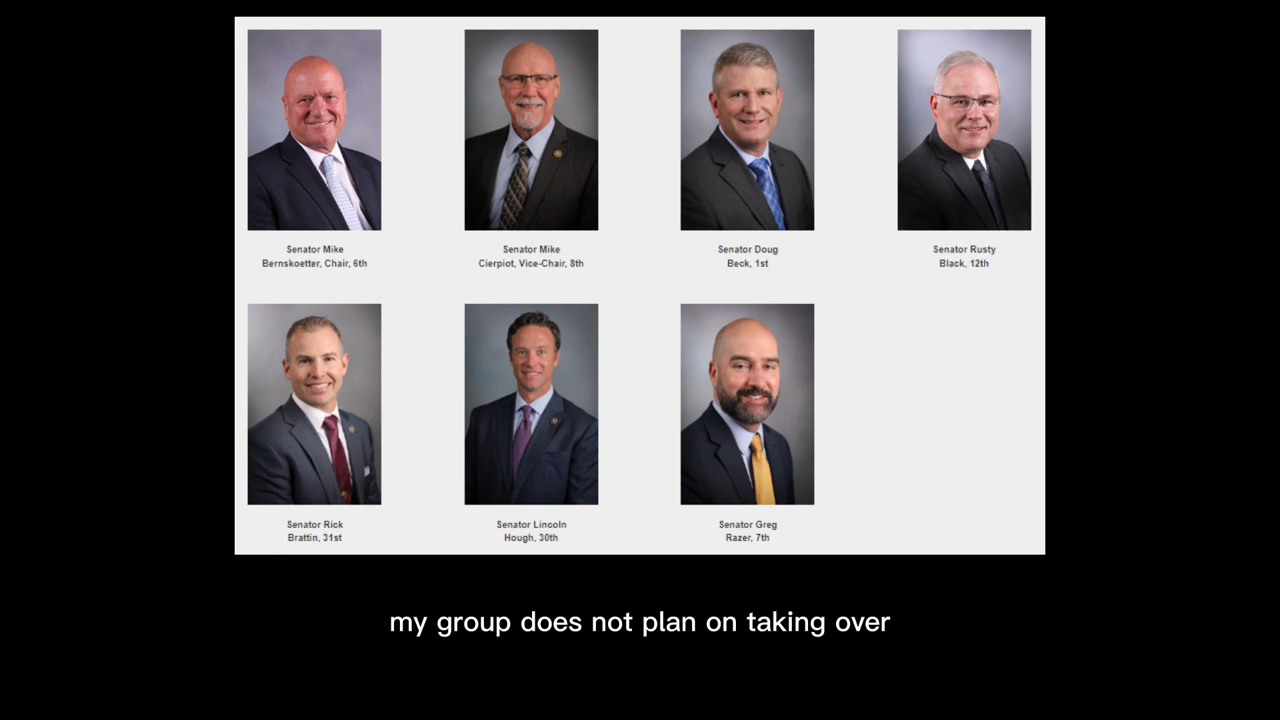 Senator Mike
Bernskoetter, Chair, 6th
Senator Mike
Cierpiot, Vice-Chair, 8th
Senator Doug
Beck, 1st
Senator Rusty
Black, 12th
Senator Rick
Brattin, 31st
Senator Lincoln
Hough, 30th
Senator Greg
Razer, 7th
my group does not plan on taking over